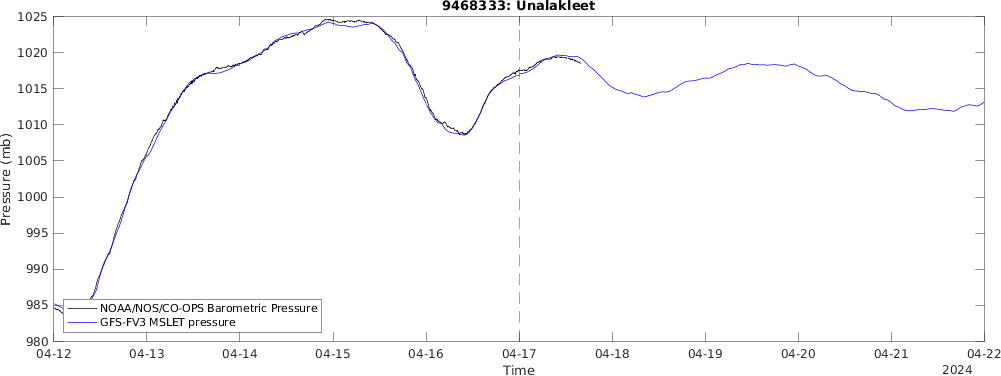 9468333: Unalakleet
1025
1020
1015
1010
1005
1000
995
990
985
980
Pressure (mb)
NOAA/NOS/CO-OPS Barometric Pressure
GFS-FV3 MSLET pressure
04-12 04-13 04-14 04-15 04-16 04-17 04-18 04-19 04-20 04-21 04-22
Time
2024